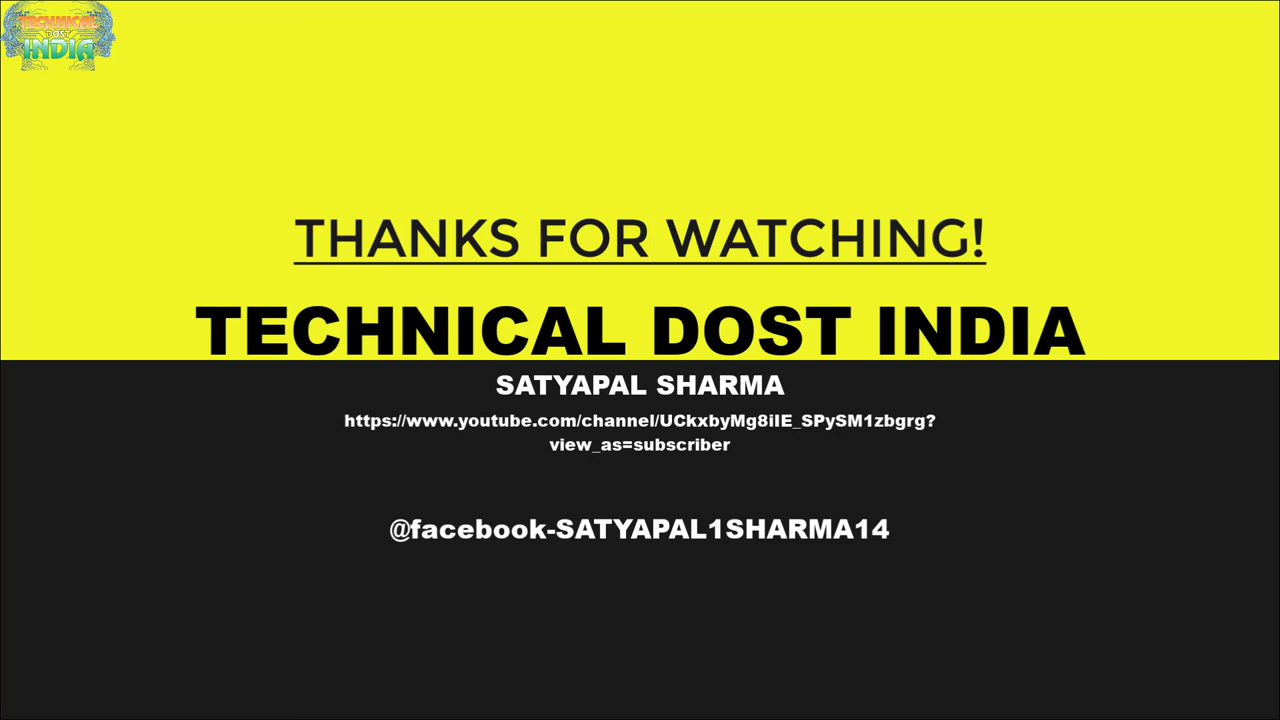 TECHNICAL
DOST
INDIA
THANKS FOR WATCHING!
TECHNICAL DOST INDIA
SATYAPAL SHARMA
https://www.youtube.com/channel/UCkxbyMg8iIE_SPySM1zbgrg?
view_as=subscriber
@facebook-SATYAPAL1SHARMA14